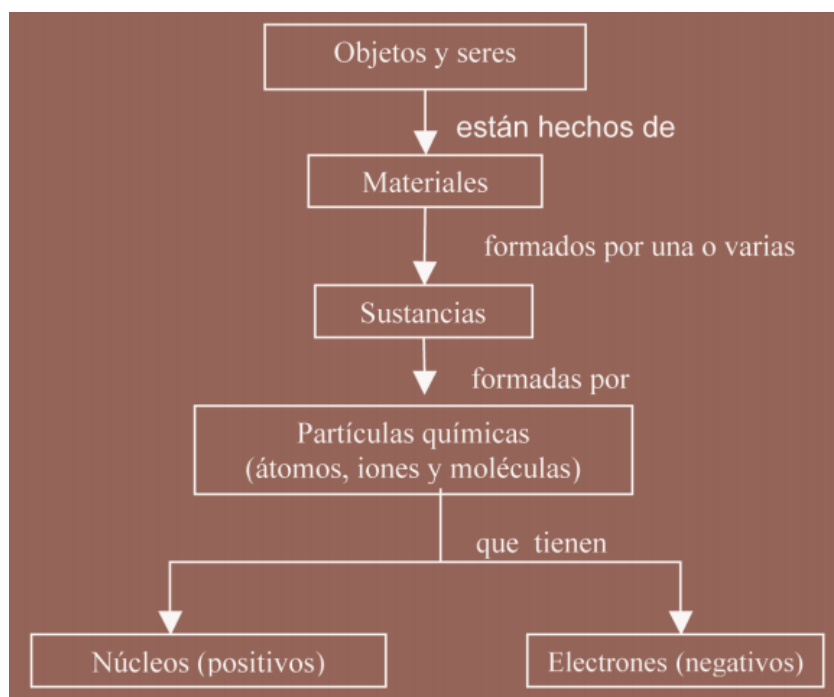 Objetos y seres
están hechos de
Materiales
formados por una o varias
Sustancias
formadas por
Partículas químicas
(átomos, iones y moléculas)
que tienen
Núcleos (positivos)
Electrones (negativos)